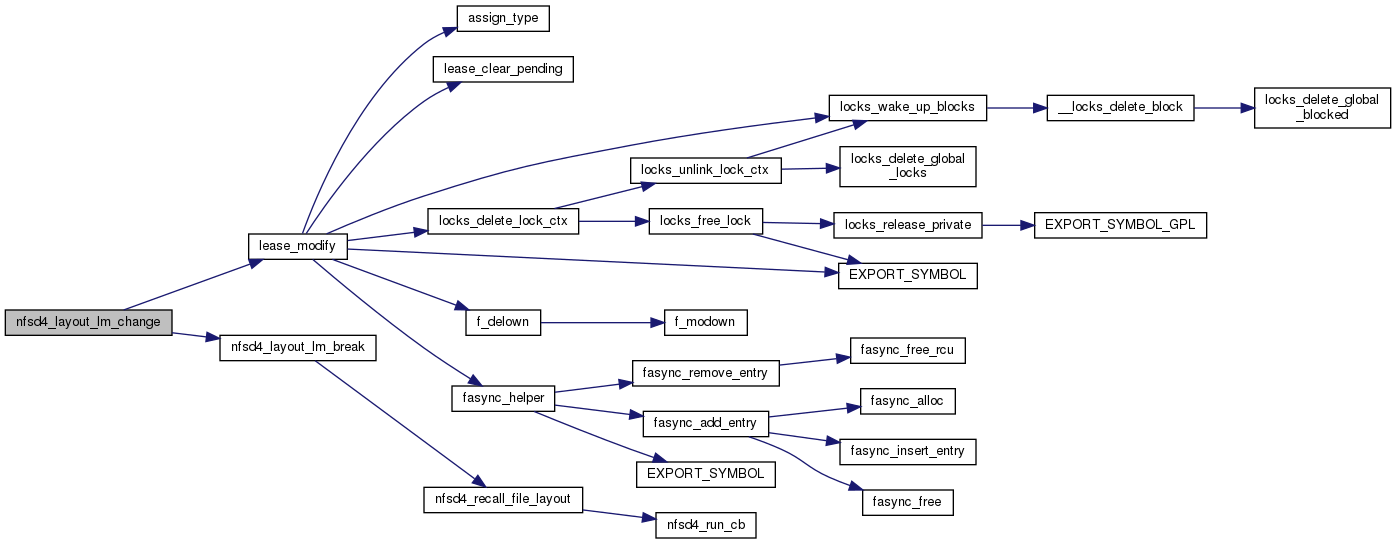 assign_type
lease_clear_pending
locks_wake_up_blocks
__locks_delete_block
locks_delete_global
_blocked
locks_unlink_lock_ctx
locks_delete_global
_locks
locks_delete_lock_ctx
locks_free_lock
locks_release_private
EXPORT_SYMBOL_GPL
lease_modify
EXPORT_SYMBOL
nfsd4_layout_lm_change
f_delown
f_modown
nfsd4_layout_lm_break
fasync_free_rcu
fasync_remove_entry
fasync_helper
fasync_alloc
fasync_add_entry
fasync_insert_entry
EXPORT_SYMBOL
fasync_free
nfsd4_recall_file_layout
nfsd4_run_cb